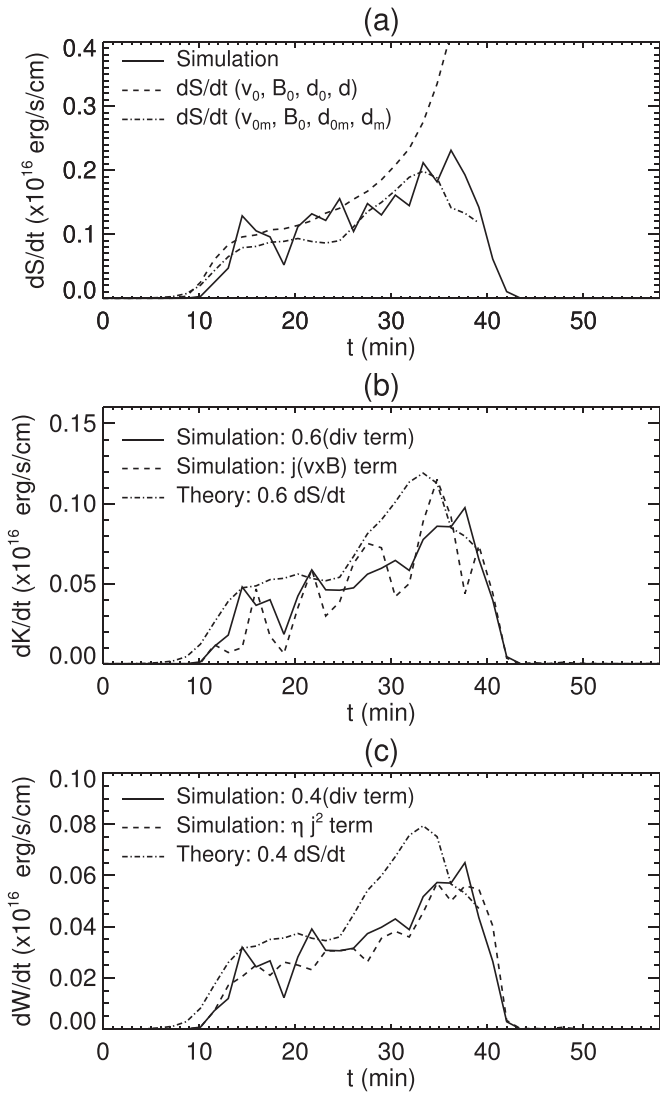 (a)
0.4
Simulation
dS/dt (v₀, B₀, d₀, d)
dS/dt (v₀ₘ, B₀, d₀ₘ, dₘ)
0.3
0.2
0.1
0.0
dS/dt (x10¹⁶ erg/s/cm)
0 10 20 30 40 50
t (min)
(b)
0.15
Simulation: 0.6(div term)
Simulation: j(vxB) term
Theory: 0.6 dS/dt
0.10
0.05
0.00
dK/dt (x10¹⁶ erg/s/cm)
0 10 20 30 40 50
t (min)
(c)
0.10
Simulation: 0.4(div term)
Simulation: η j² term
Theory: 0.4 dS/dt
0.08
0.06
0.04
0.02
0.00
dW/dt (x10¹⁶ erg/s/cm)
0 10 20 30 40 50
t (min)